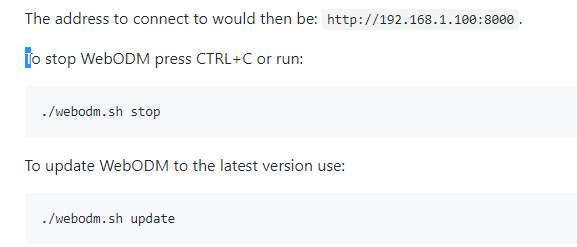 The address to connect to would then be: http://192.168.1.100:8000.
To stop WebODM press CTRL+C or run:
./webodm.sh stop
To update WebODM to the latest version use:
./webodm.sh update